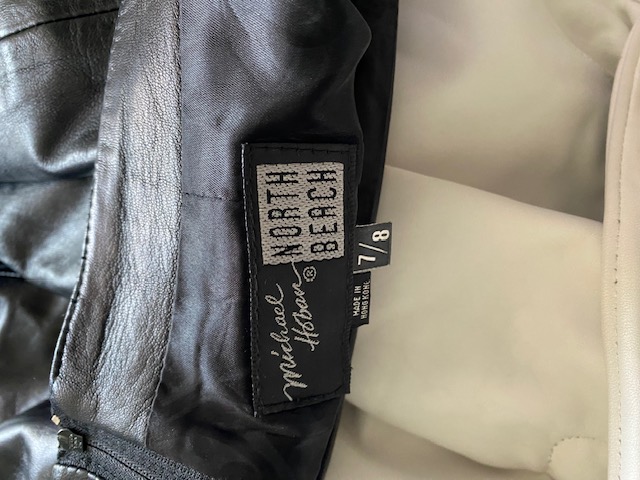 Michael
Hoban
NORTH
BEACH
®
7/8
MADE IN
HONG KONG